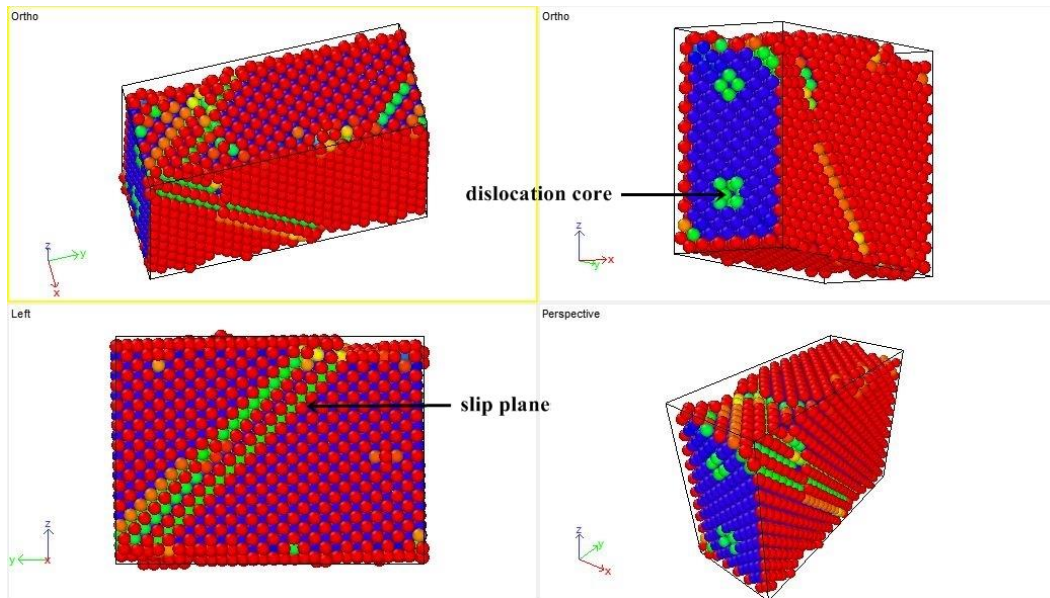 Ortho
Ortho
dislocation core
z
y
x
z
y
x
Left
Perspective
slip plane
z
y
x
z
y
x